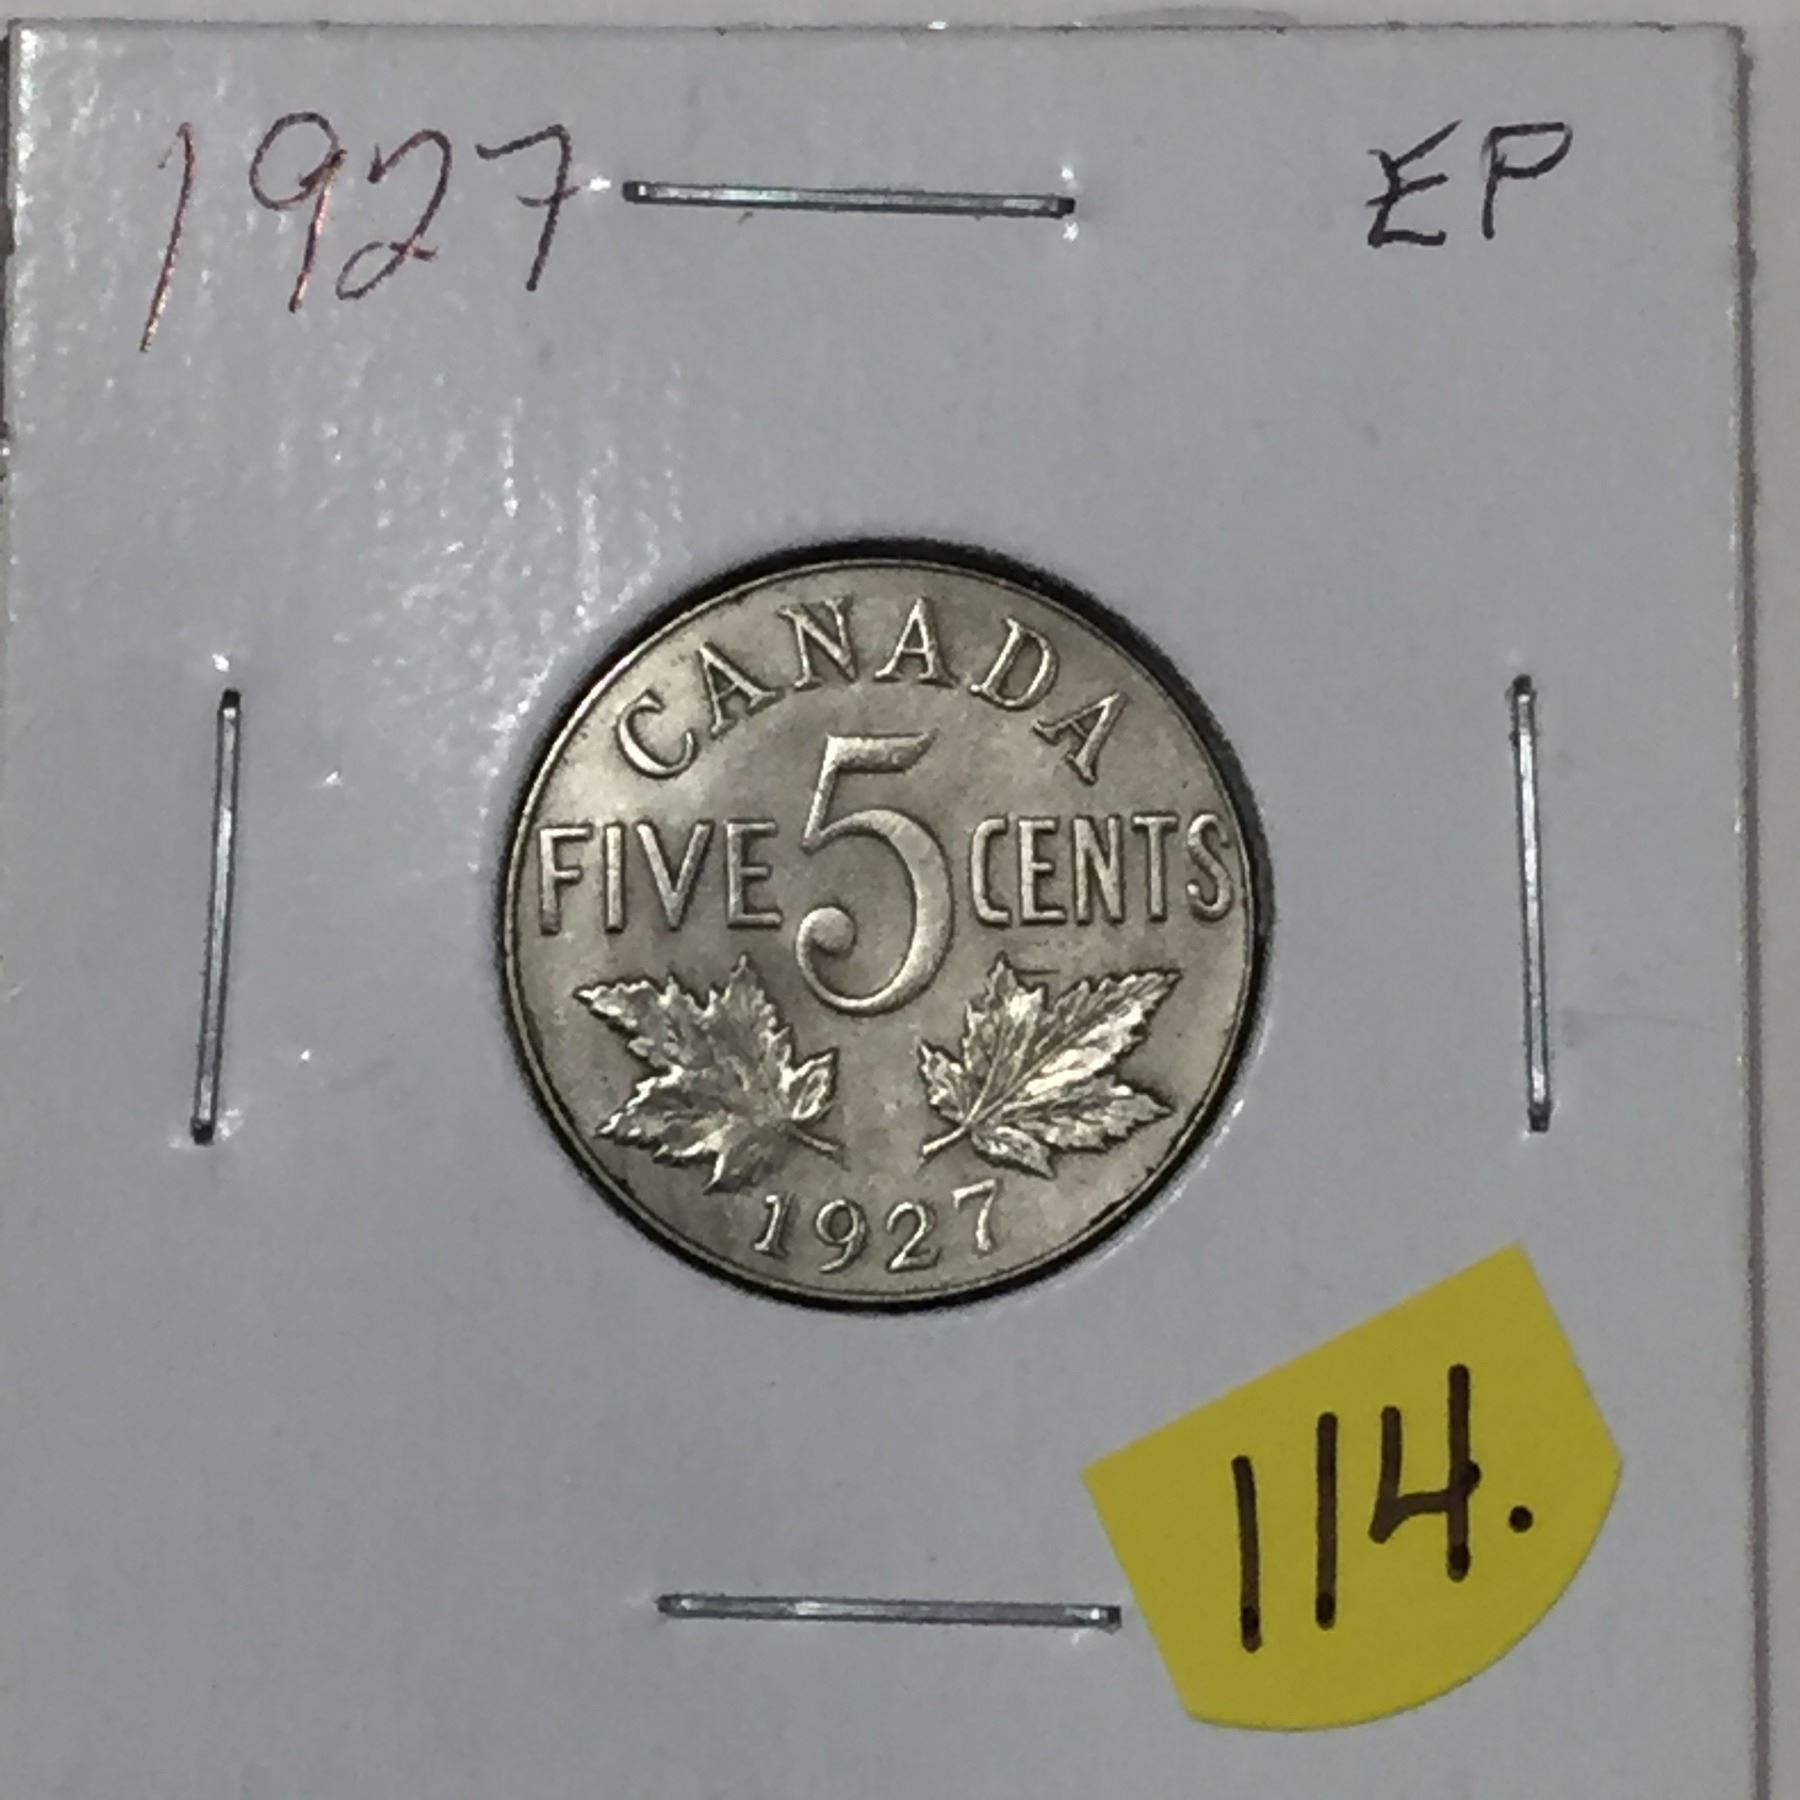 1927 EP
CANADA
FIVE 5 CENTS
1927
114.